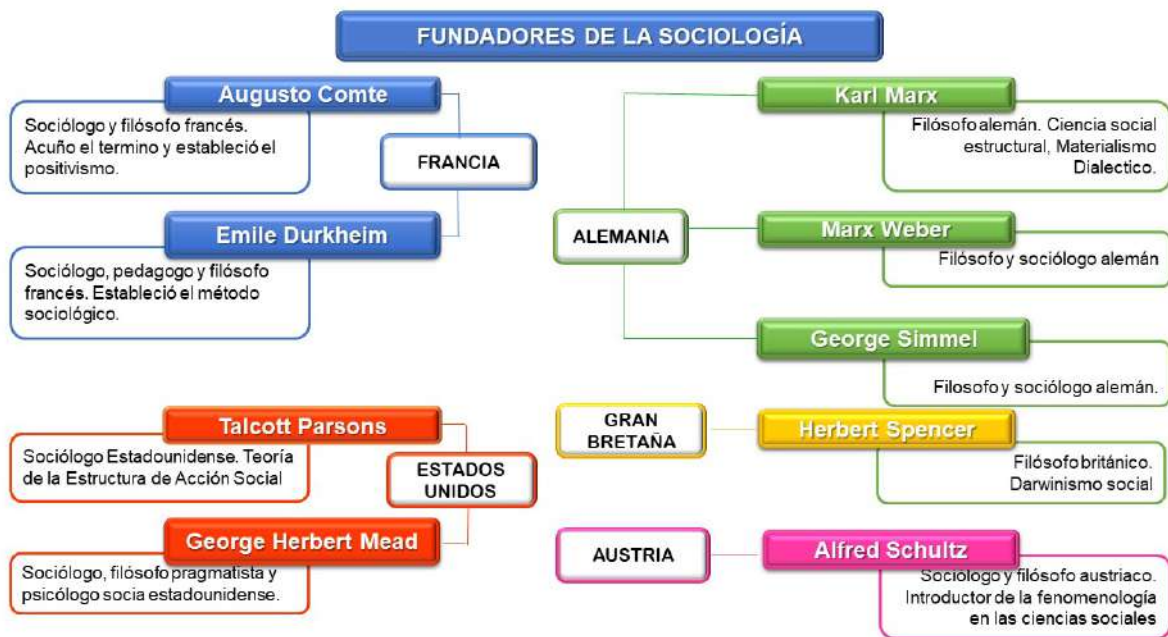 FUNDADORES DE LA SOCIOLOGÍA
Augusto Comte
Sociólogo y filósofo francés.
Acuño el termino y estableció el
positivismo.
FRANCIA
Emile Durkheim
Sociólogo, pedagogo y filósofo
francés. Estableció el método
sociológico.
Karl Marx
Filósofo alemán. Ciencia social
estructural, Materialismo
Dialectico.
ALEMANIA
Marx Weber
Filósofo y sociólogo alemán
George Simmel
Filosofo y sociólogo alemán.
Talcott Parsons
Sociólogo Estadounidense. Teoría
de la Estructura de Acción Social
ESTADOS
UNIDOS
George Herbert Mead
Sociólogo, filósofo pragmatista y
psicólogo socia estadounidense.
GRAN
BRETAÑA
Herbert Spencer
Filósofo británico.
Darwinismo social
AUSTRIA
Alfred Schultz
Sociólogo y filósofo austriaco.
Introductor de la fenomenología
en las ciencias sociales